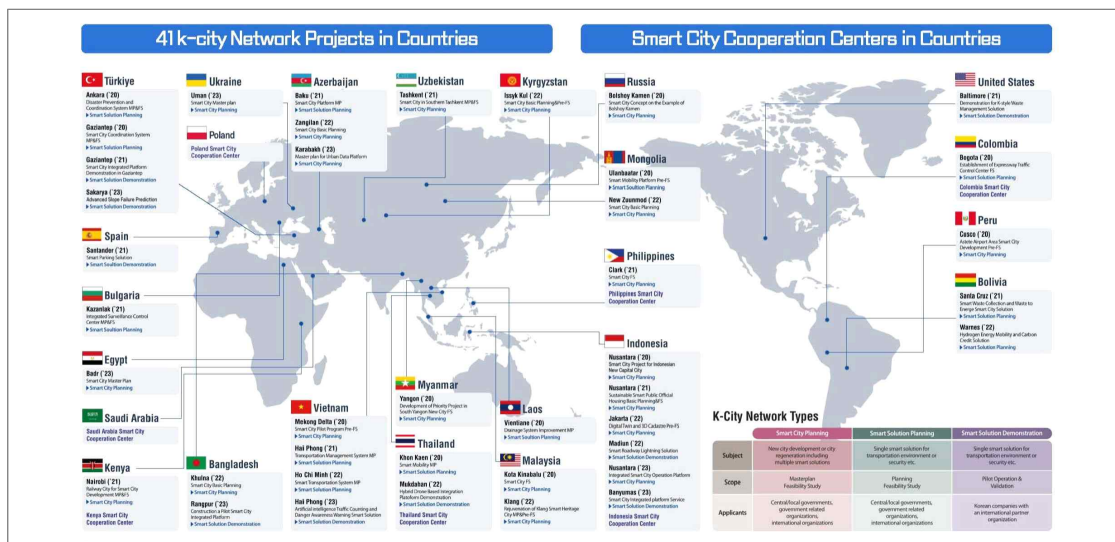 41 k-city Network Projects in Countries
Smart City Cooperation Centers in Countries
Türkiye
Ankara (`20)
Disaster Prevention and
Coordination System MP&FS
▶Smart Solution Planning
Gaziantep (`20)
Smart City Coordination Systems
MP&FS
▶Smart Solution Planning
Gaziantep (`21)
Smart City Integrated Platform
Demonstration in Gaziantep
▶Smart Solution Demonstration
Sakarya (`23)
Advanced Slope Failure Prediction
▶Smart Solution Demonstration
Ukraine
Uman (`23)
Smart City Master plan
▶Smart City Planning
Poland
Poland Smart City
Cooperation Center
Azerbaijan
Baku (`21)
Smart City Platform MP
▶Smart Solution Planning
Zangilan (`22)
Smart City Basic Planning
▶Smart City Planning
Karabakh (`23)
Master plan for Urban Data Platform
▶Smart City Planning
Uzbekistan
Tashkent (`21)
Smart City in Southern Tashkent MP&FS
▶Smart City Planning
Kyrgyzstan
Issyk Kul (`22)
Smart City Basic Planning&Pre-FS
▶Smart City Planning
Russia
Bolshoy Kamen (`20)
Smart City Concept on the Example of
Bolshoy Kamen
▶Smart City Planning
Mongolia
Ulanbaatar (`20)
Smart Mobility Platform Pre-FS
▶Smart Soultion Planning
New Zuunmod (`22)
Smart City Basic Planning
▶Smart City Planning
United States
Baltimore (`21)
Demonstration for K-style Waste
Management Solution
▶Smart Solution Demonstration
Colombia
Bogota (`20)
Establishment of Expressway Traffic
Control Center FS
▶Smart Solution Planning
Colombia Smart City
Cooperation Center
Peru
Cusco (`20)
Astete Airport Area Smart City
Development Pre-FS
▶Smart City Planning
Bolivia
Santa Cruz (`21)
Smart Waste Collection and Waste to
Energy Smart City Solution
▶Smart Solution Planning
Warnes (`22)
Hydrogen Energy Mobility and Carbon
Credit Solution
▶Smart Solution Planning
Spain
Santander (`21)
Smart Parking Solution
▶Smart Soultion Demonstration
Bulgaria
Kazanlak (`21)
Integrated Surveillance Control
Center MP&FS
▶Smart Soultion Planning
Egypt
Badr (`23)
Smart City Master Plan
▶Smart City Planning
Saudi Arabia
Saudi Arabia Smart City
Cooperation Center
Kenya
Nairobi (`21)
Railway City for Smart City
Development MP&FS
▶Smart City Planning
Kenya Smart City
Cooperation Center
Bangladesh
Khulna (`22)
Smart City Basic Planning
▶Smart City Planning
Yangpur (`23)
Construction a Pilot Smart City
Integrated Platform
▶Smart Solution Demonstration
Vietnam
Mekong Delta (`20)
Smart City Pilot Program Pre-FS
▶Smart City Planning
Hai Phong (`21)
Transportation Management System MP
▶Smart Solution Planning
Ho Chi Minh (`22)
Smart Transportation System MP
▶Smart Solution Planning
Hai Phong (`23)
Artificial intelligence Traffic Counting and
Danger Awareness Warning Smart Solution
▶Smart Solution Demonstration
Myanmar
Yangon (`20)
Development of Priority Project in
South Yangon New City FS
▶Smart City Planning
Thailand
Khon Kaen (`20)
Smart Mobility MP
▶Smart Solution Planning
Mukdahan (`22)
Hybrid Drone-Based Integration
Plataform Demonstration
▶Smart Solution Demonstration
Thailand Smart City
Cooperation Center
Laos
Vientiane (`20)
Drainage System Improvement MP
▶Smart Soultion Planning
Malaysia
Kota Kinabalu (`20)
Smart City FS
▶Smart City Planning
Klang (`22)
Rejuvenation of Klang Smart Heritage
City MP&Pre-FS
▶Smart City Planning
Philippines
Clark (`21)
Smart City FS
▶Smart City Planning
Philippines Smart City
Cooperation Center
Indonesia
Nusantara (`20)
Smart City Project for Indonesian
New Capital City
▶Smart City Planning
Nusantara (`21)
Sustainable Smart Public Official
Housing Basic Planning&FS
▶Smart City Planning
Jakarta (`22)
Digital Twin and 3D Cadastre Pre-FS
▶Smart City Planning
Madiun (`22)
Smart Roadway Lightning Solution
▶Smart Solution Demonstration
Nusantara (`23)
Integrated Smart City Operation Platform
▶Smart City Planning
Banyumas (`23)
Smart City Integrated platform Service
▶Smart Solution Demonstration
Indonesia Smart City
Cooperation Center
K-City Network Types
Smart City Planning
Smart Solution Planning
Smart Solution Demonstration
Subject
New city development or city
regeneration including
multiple smart solutions
Single smart solution for
transportation environment or
security etc.
Single smart solution for
transportation environment or
security etc.
Scope
Masterplan
Feasibility Study
Planning
Feasibility Study
Pilot Operation &
Validation
Applicants
Central/local governments,
government related
organizations,
international organizations
Central/local governments,
government related
organizations,
international organizations
Korean companies with
an international partner
organization